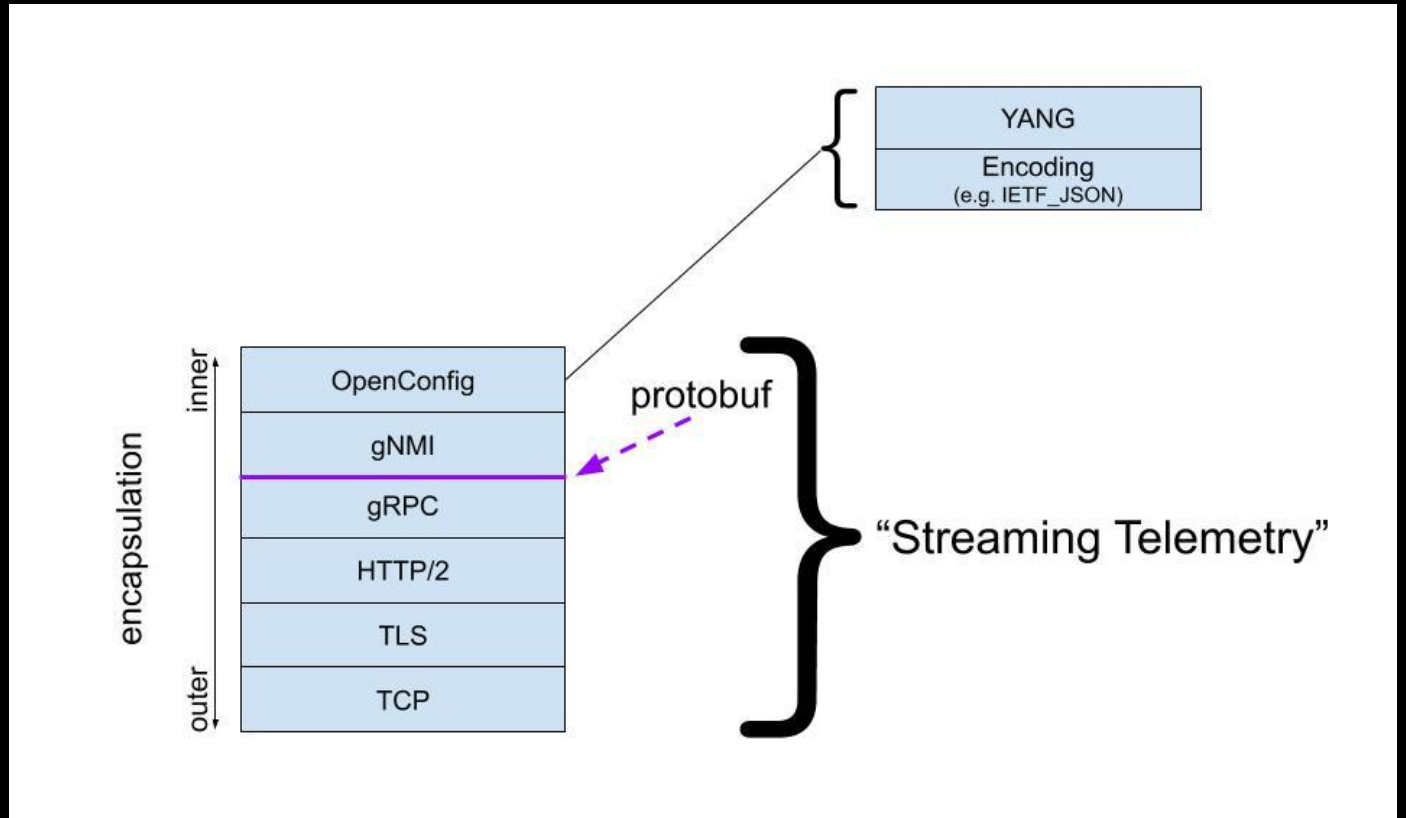 YANG
Encoding
(e.g. IETF_JSON)
inner
encapsulation
outer
OpenConfig
gNMI
gRPC
HTTP/2
TLS
TCP
protobuf
“Streaming Telemetry”